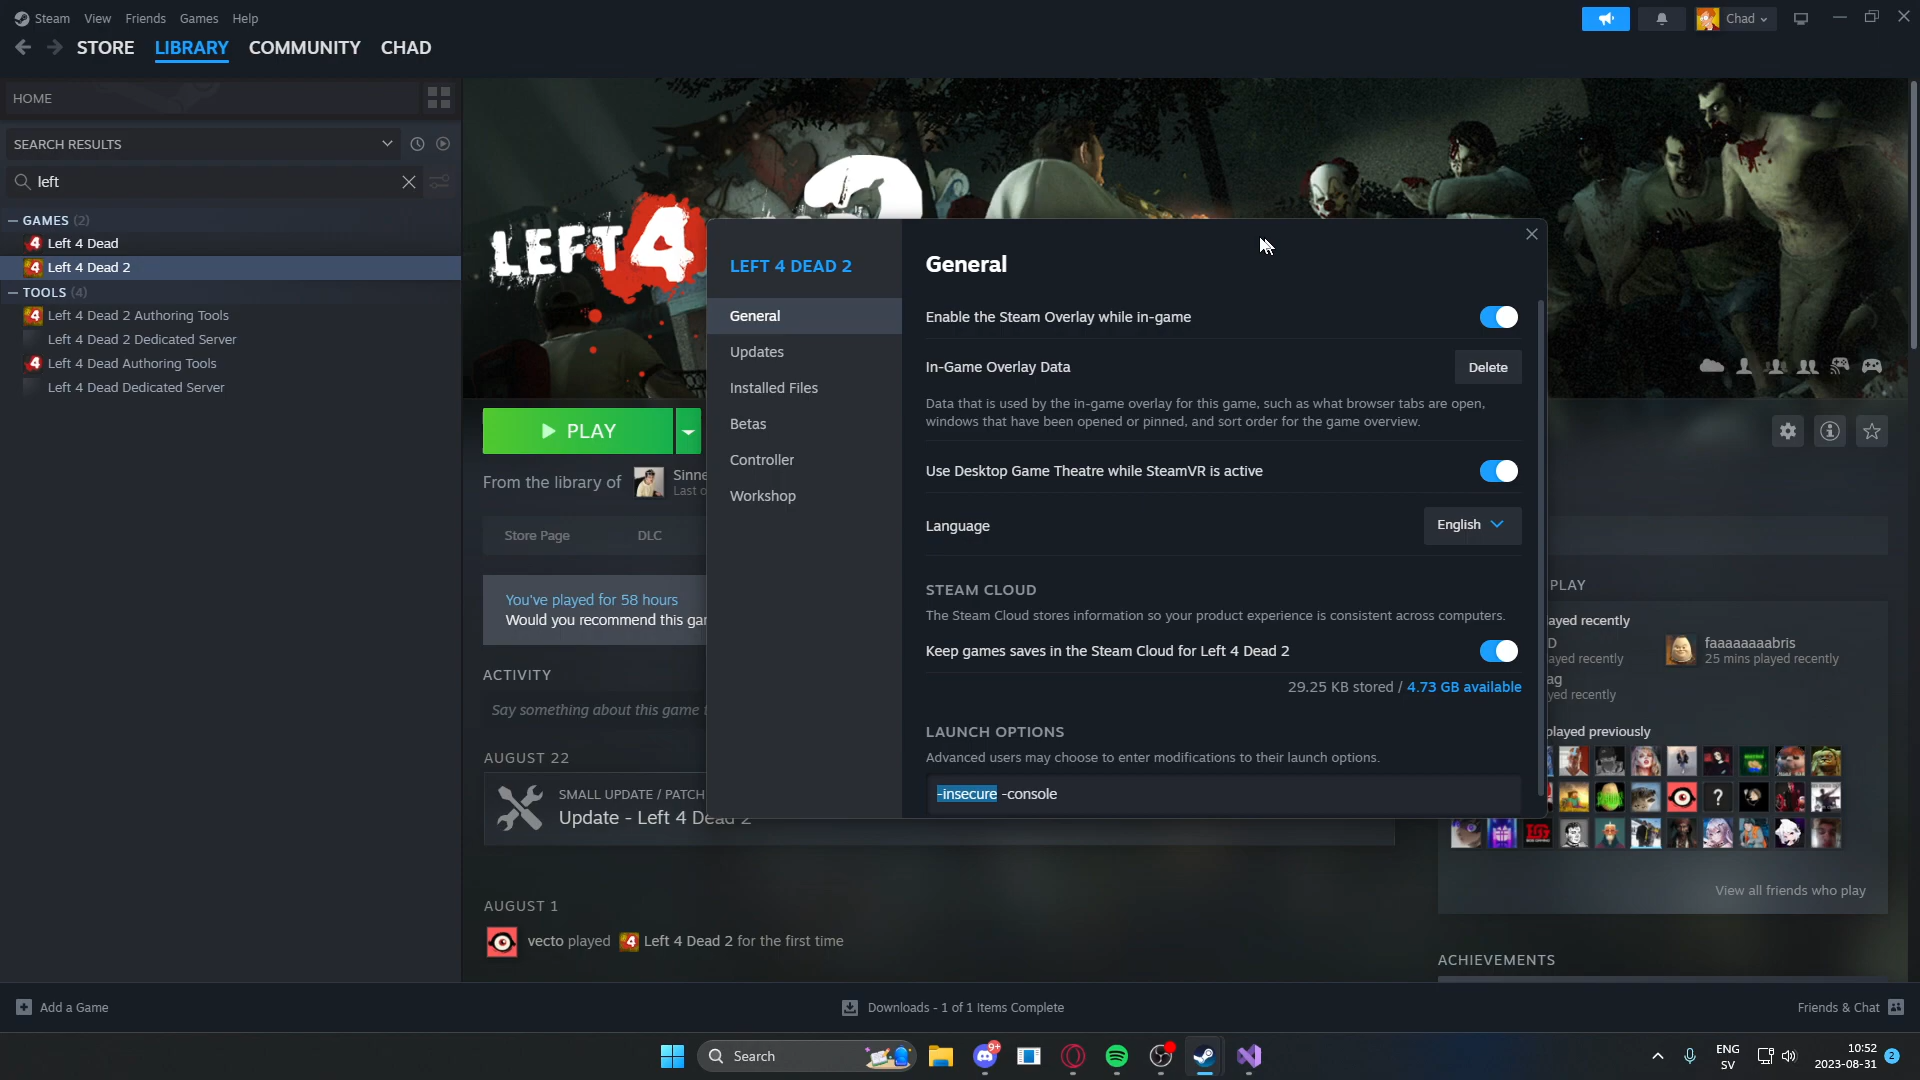 Steam View Friends Games Help
Chad
STORE LIBRARY COMMUNITY CHAD
HOME
SEARCH RESULTS
left
GAMES (2)
Left 4 Dead
Left 4 Dead 2
TOOLS (4)
Left 4 Dead 2 Authoring Tools
Left 4 Dead 2 Dedicated Server
Left 4 Dead Authoring Tools
Left 4 Dead Dedicated Server
LEFT 4
PLAY
From the library of
Sinne
Last o
Store Page DLC
You've played for 58 hours
Would you recommend this gar
ACTIVITY
Say something about this game t
AUGUST 22
SMALL UPDATE / PATCH
Update - Left 4 Dead 2
AUGUST 1
vecto played Left 4 Dead 2 for the first time
LEFT 4 DEAD 2
General
Updates
Installed Files
Betas
Controller
Workshop
General
Enable the Steam Overlay while in-game
In-Game Overlay Data
Delete
Data that is used by the in-game overlay for this game, such as what browser tabs are open,
windows that have been opened or pinned, and sort order for the game overview.
Use Desktop Game Theatre while SteamVR is active
Language
English
STEAM CLOUD
The Steam Cloud stores information so your product experience is consistent across computers.
Keep games saves in the Steam Cloud for Left 4 Dead 2
29.25 KB stored / 4.73 GB available
LAUNCH OPTIONS
Advanced users may choose to enter modifications to their launch options.
-insecure -console
PLAY
ayed recently
D
ayed recently
faaaaaaaabris
25 mins played recently
ag
yed recently
played previously
View all friends who play
ACHIEVEMENTS
Add a Game
Downloads - 1 of 1 Items Complete
Friends & Chat
Search
9+
ENG
SV
10:52
2023-08-31
2